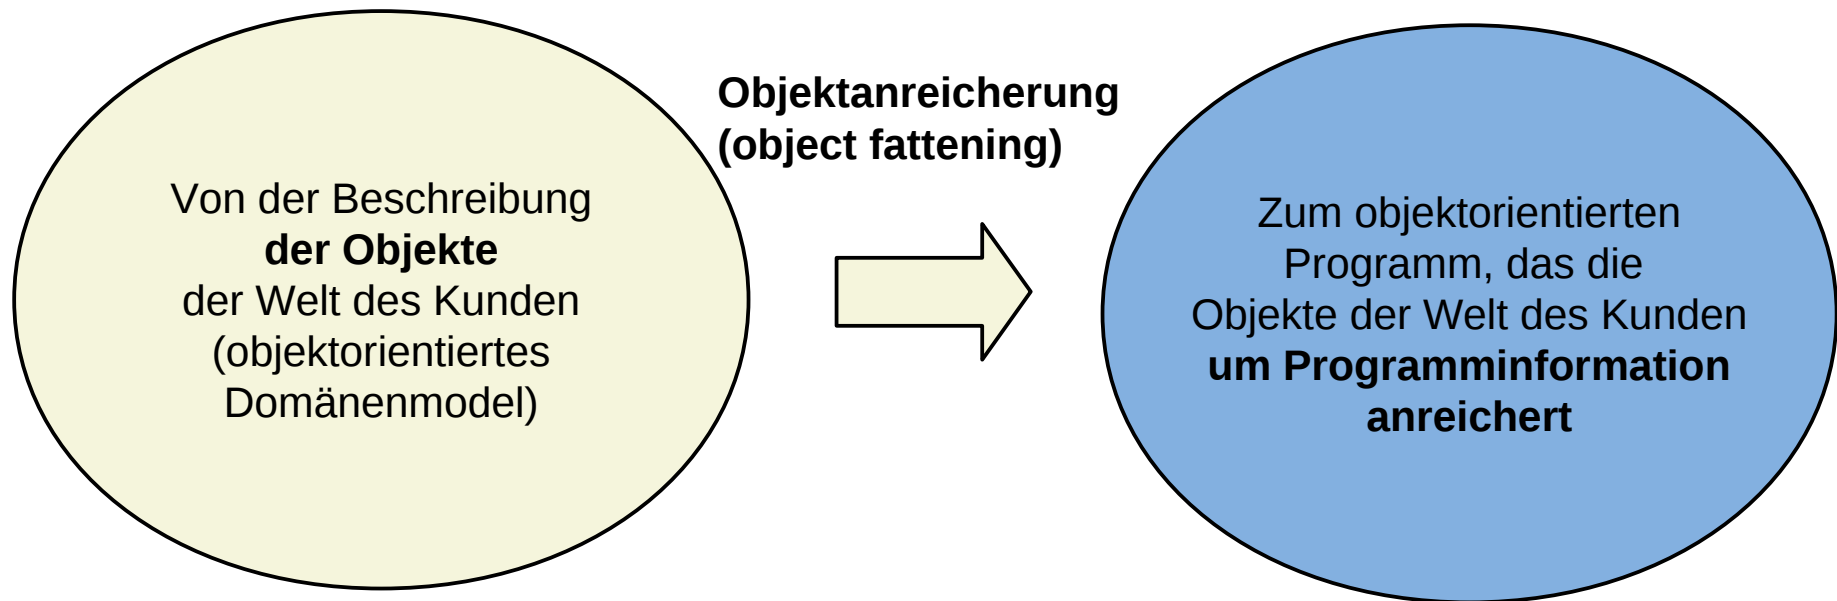 Von der Beschreibung
der Objekte
der Welt des Kunden
(objektorientiertes
Domänenmodel)
Objektanreicherung
(object fattening)
Zum objektorientierten
Programm, das die
Objekte der Welt des Kunden
um Programminformation
anreichert